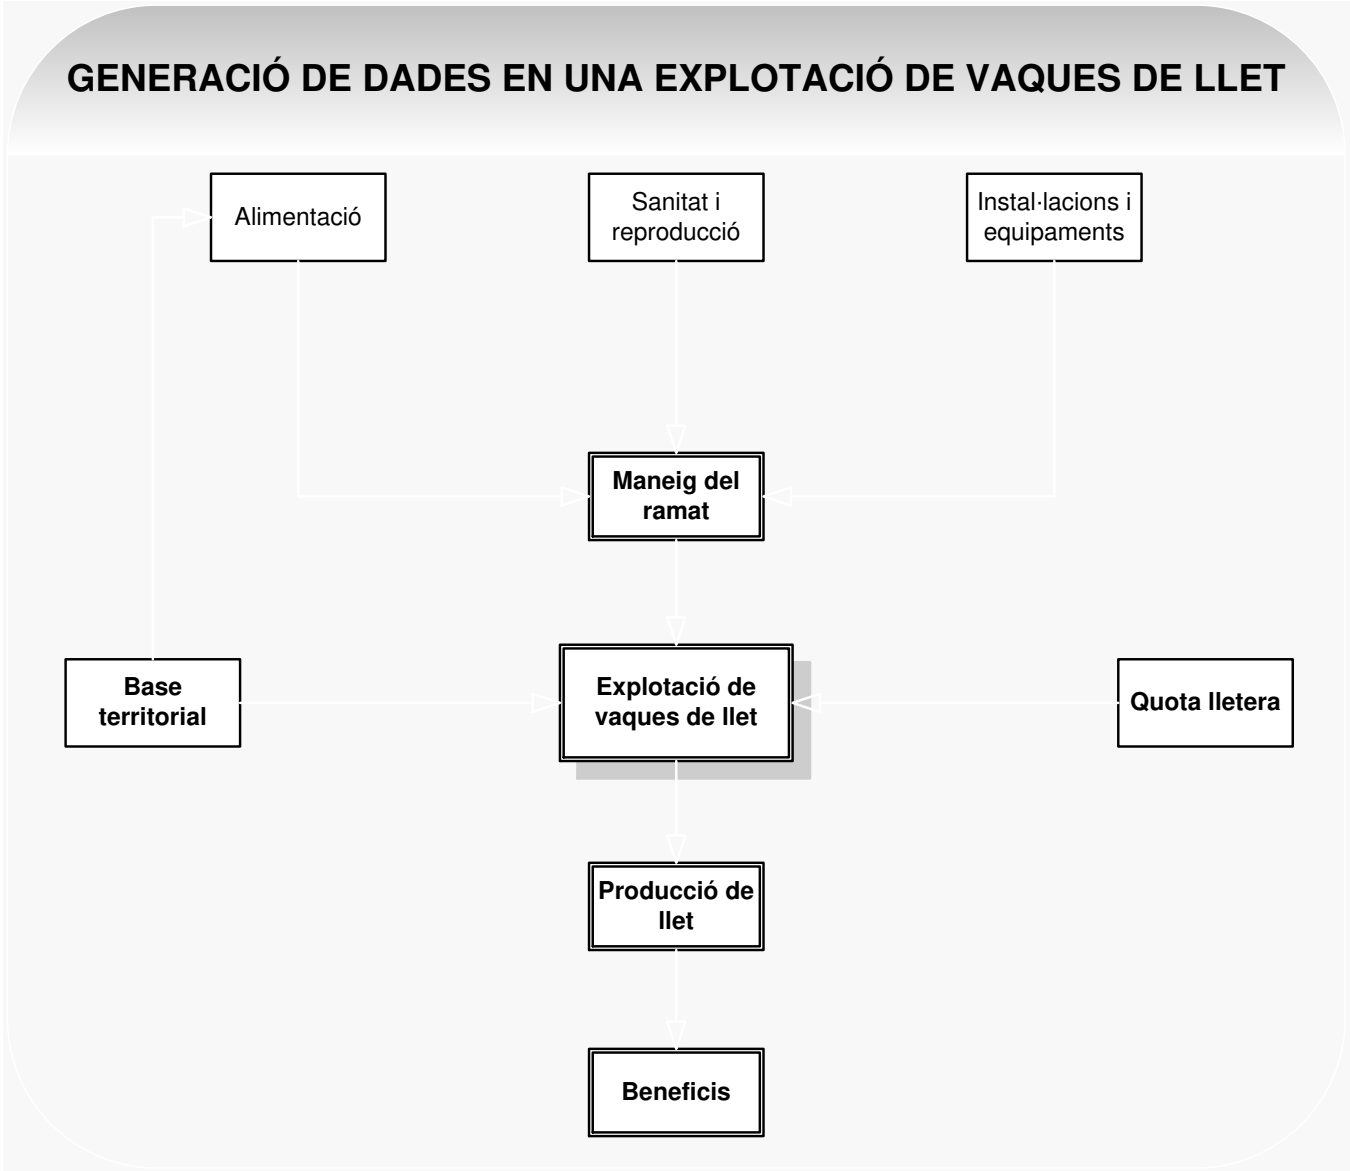 GENERACIÓ DE DADES EN UNA EXPLOTACIÓ DE VAQUES DE LLET
Alimentació
Sanitat i
reproducció
Instal·lacions i
equipaments
Maneig del
ramat
Base
territorial
Explotació de
vaques de llet
Quota lletera
Producció de
llet
Beneficis